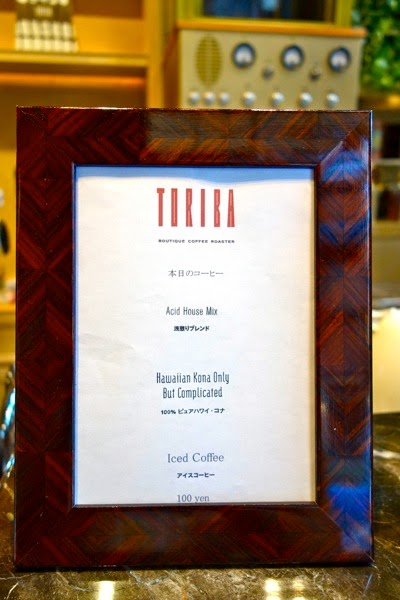 TORIBA
BOUTIQUE COFFEE ROASTER
本日のコーヒー
Acid House Mix
浅煎りブレンド
Hawaiian Kona Only
But Complicated
100% ピュアハワイ・コナ
Iced Coffee
アイスコーヒー
100 yen